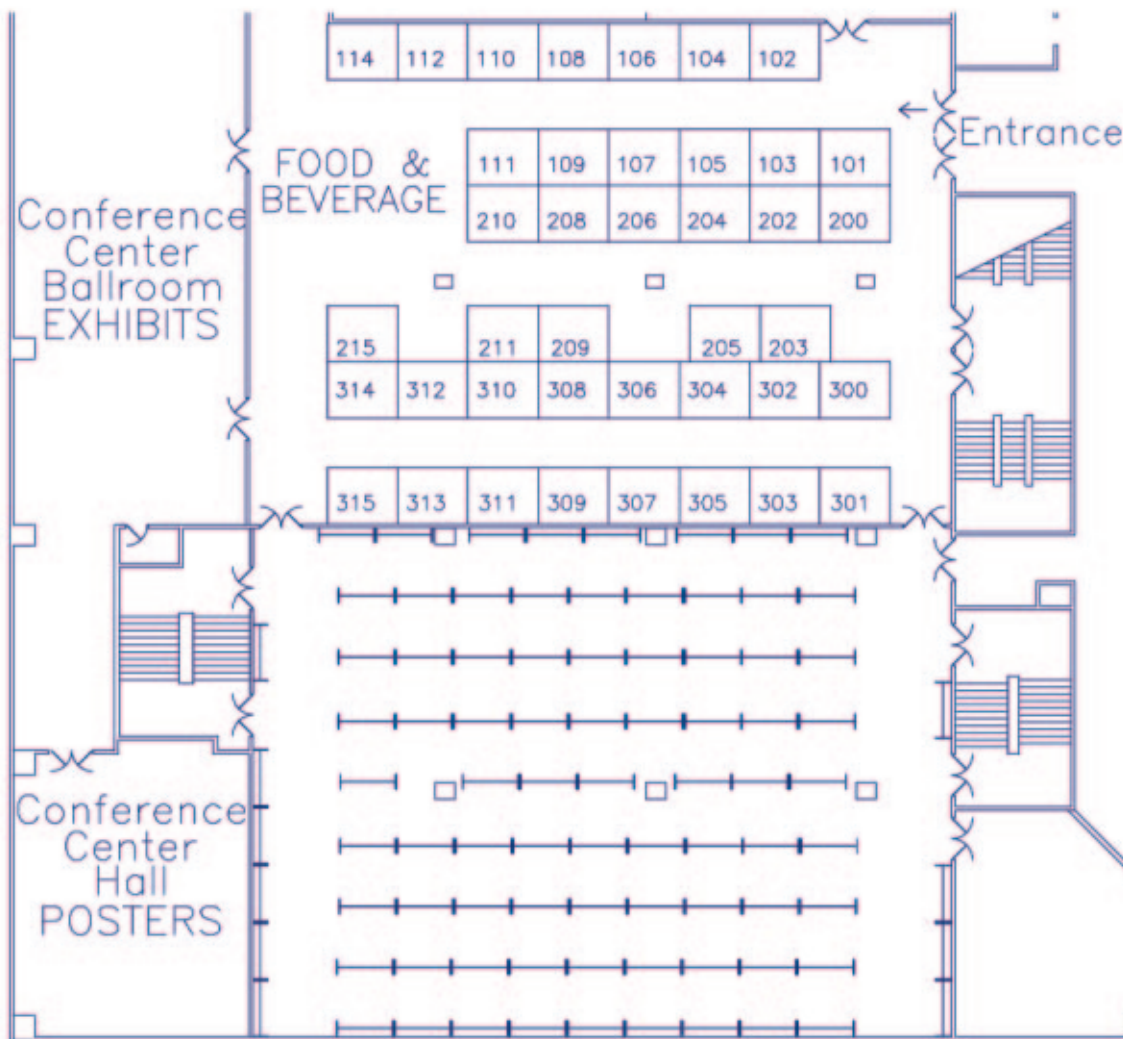 114 112 110 108 106 104 102
Entrance
FOOD &
BEVERAGE
111 109 107 105 103 101
210 208 206 204 202 200
Conference
Center
Ballroom
EXHIBITS
215 211 209 205 203
314 312 310 308 306 304 302 300
315 313 311 309 307 305 303 301
Conference
Center
Hall
POSTERS